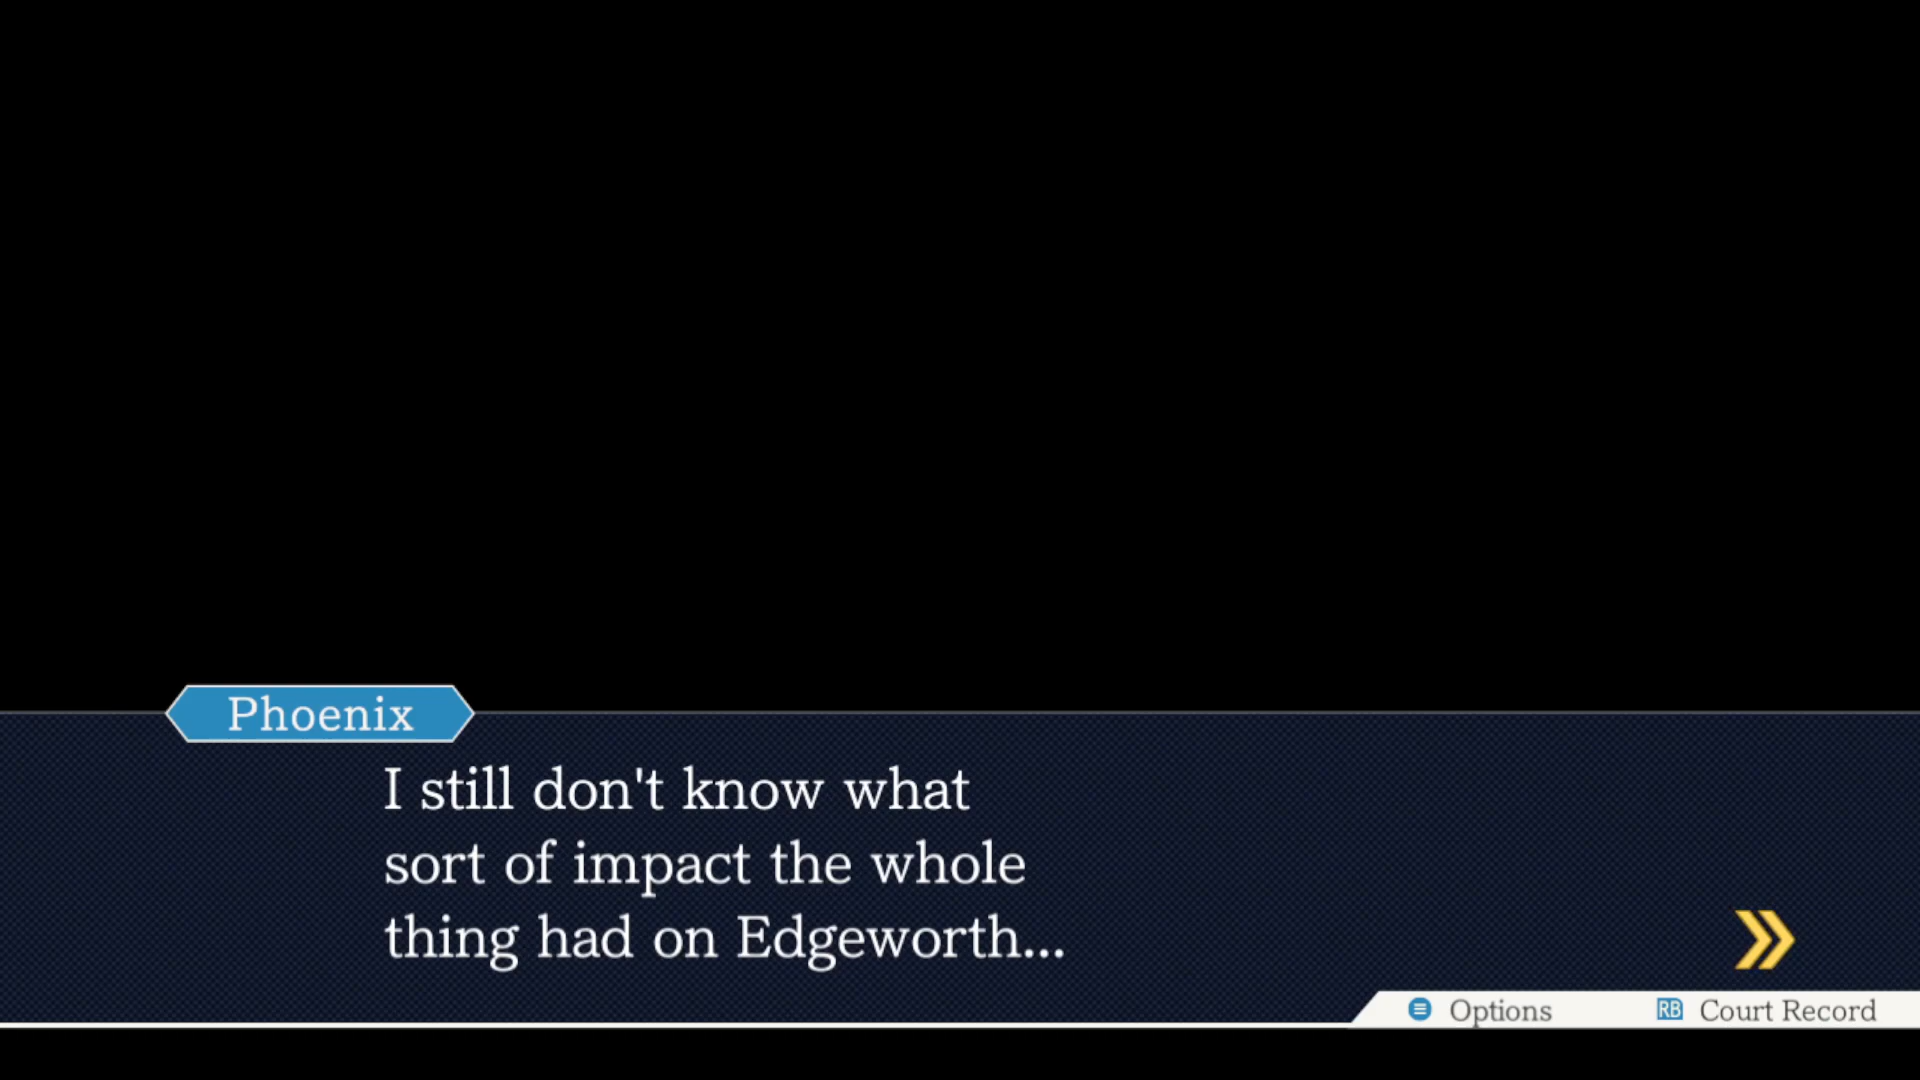 Phoenix
I still don't know what
sort of impact the whole
thing had on Edgeworth...
Options
RB Court Record